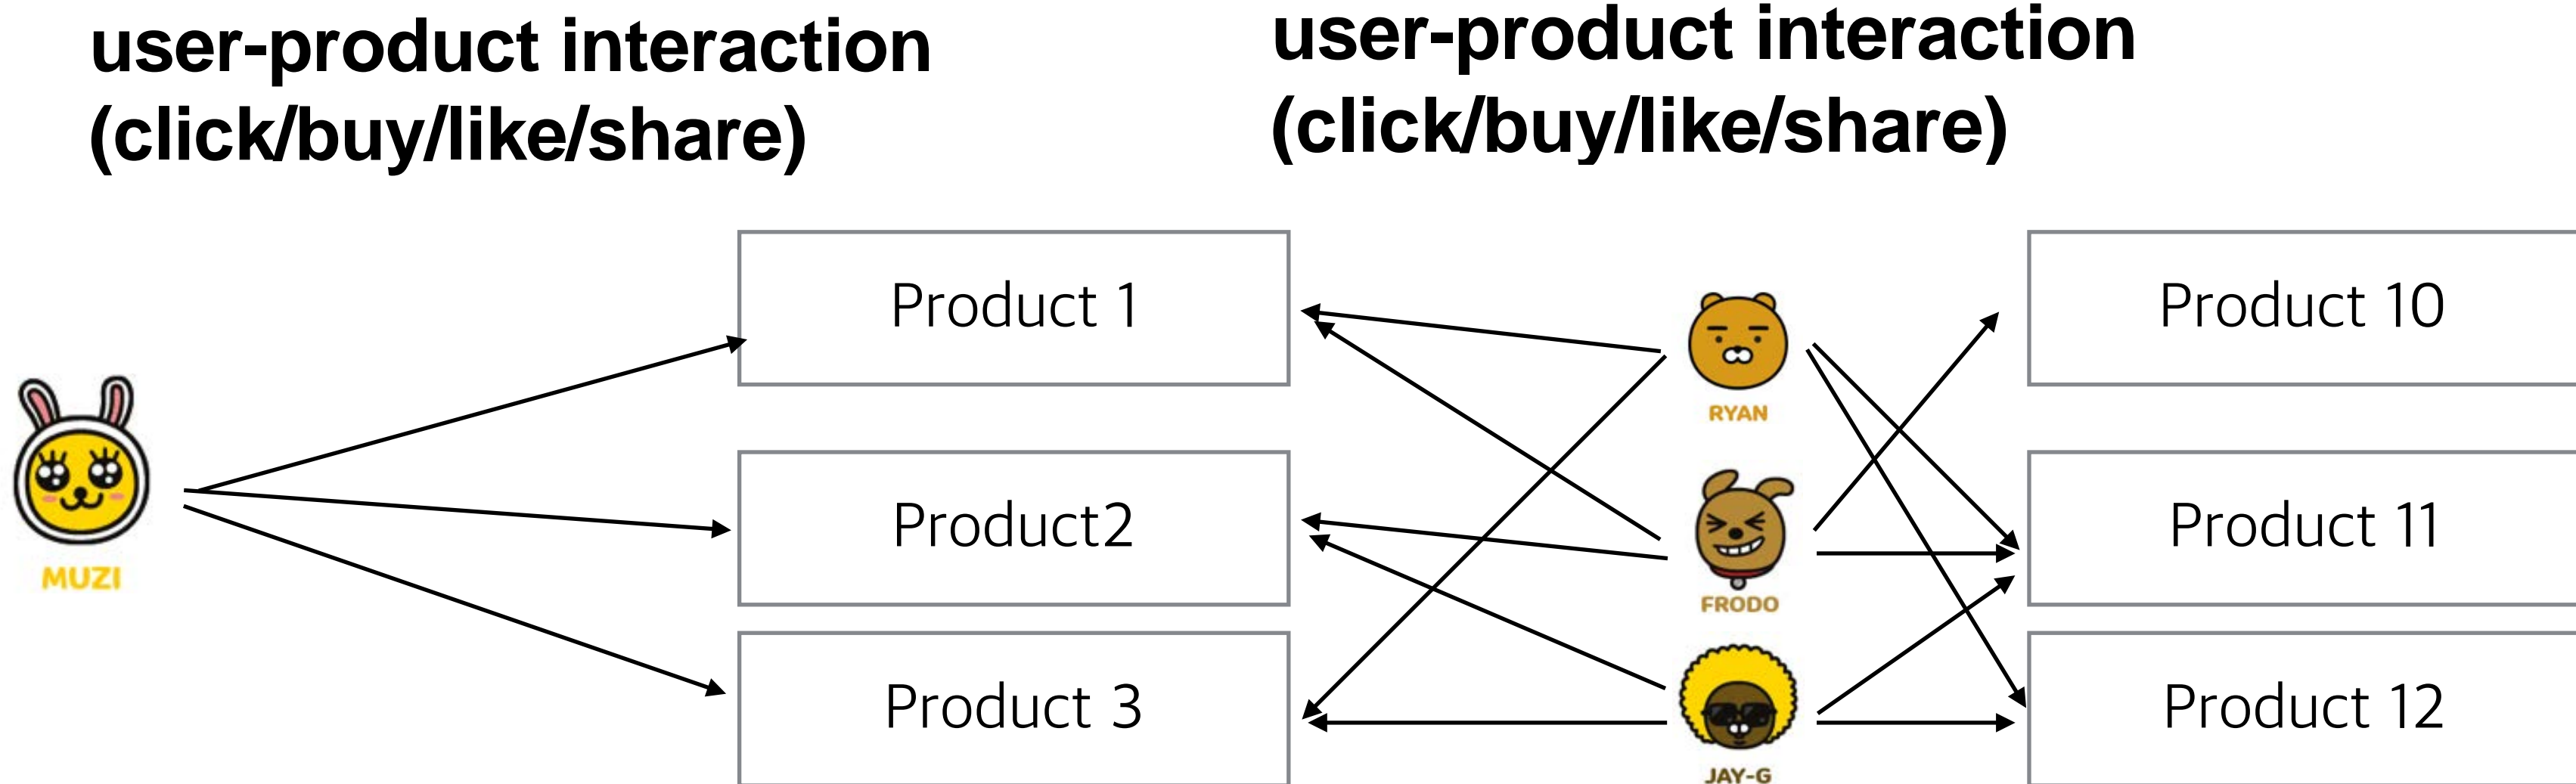 user-product interaction
(click/buy/like/share)
user-product interaction
(click/buy/like/share)
MUZI
Product 1
Product2
Product 3
RYAN
FRODO
JAY-G
Product 10
Product 11
Product 12